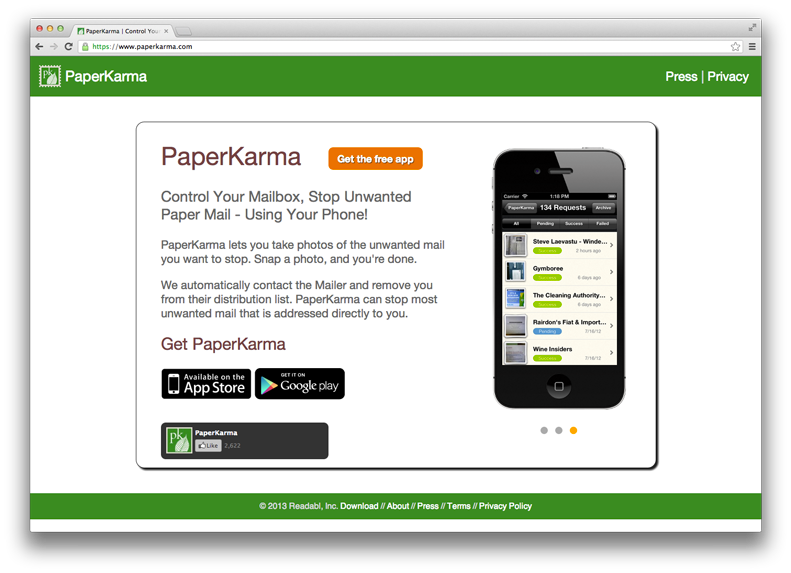 PaperKarma | Control You
https://www.paperkarma.com
pk PaperKarma
Press | Privacy
PaperKarma
Get the free app
Control Your Mailbox, Stop Unwanted
Paper Mail - Using Your Phone!
PaperKarma lets you take photos of the unwanted mail
you want to stop. Snap a photo, and you're done.
We automatically contact the Mailer and remove you
from their distribution list. PaperKarma can stop most
unwanted mail that is addressed directly to you.
Get PaperKarma
Available on the
App Store
GET IT ON
Google play
pk
PaperKarma
Like 2,622
Carrier 1:18 PM
PaperKarma 134 Requests Archive
All Pending Success Failed
Steve Laevastu - Winde...
Success 2 hours ago
Gymboree
Success 6 days ago
The Cleaning Authority...
Success 6 days ago
Rairdon's Fiat & Import...
Pending 7/16/12
Wine Insiders
Success 7/16/12
© 2013 Readabl, Inc. Download // About // Press // Terms // Privacy Policy